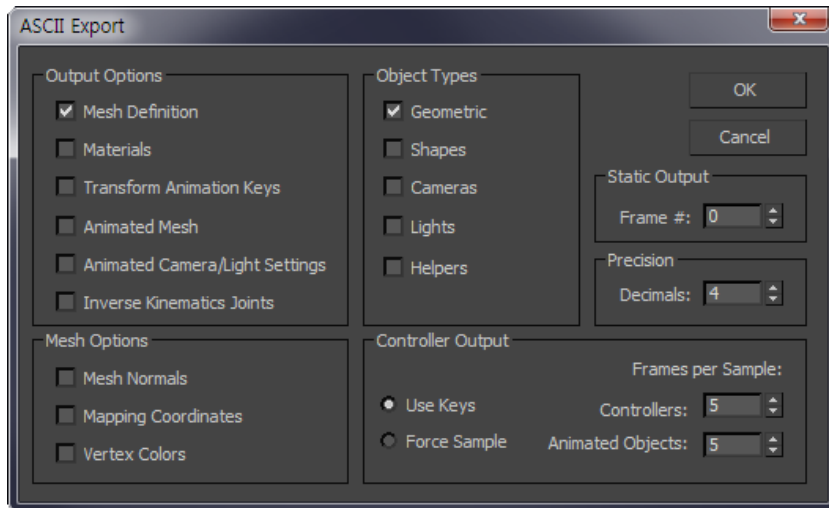 ASCII Export
Output Options
Mesh Definition
Materials
Transform Animation Keys
Animated Mesh
Animated Camera/Light Settings
Inverse Kinematics Joints
Object Types
Geometric
Shapes
Cameras
Lights
Helpers
OK
Cancel
Static Output
Frame #: 0
Precision
Decimals: 4
Mesh Options
Mesh Normals
Mapping Coordinates
Vertex Colors
Controller Output
Frames per Sample:
Use Keys
Controllers: 5
Force Sample
Animated Objects: 5